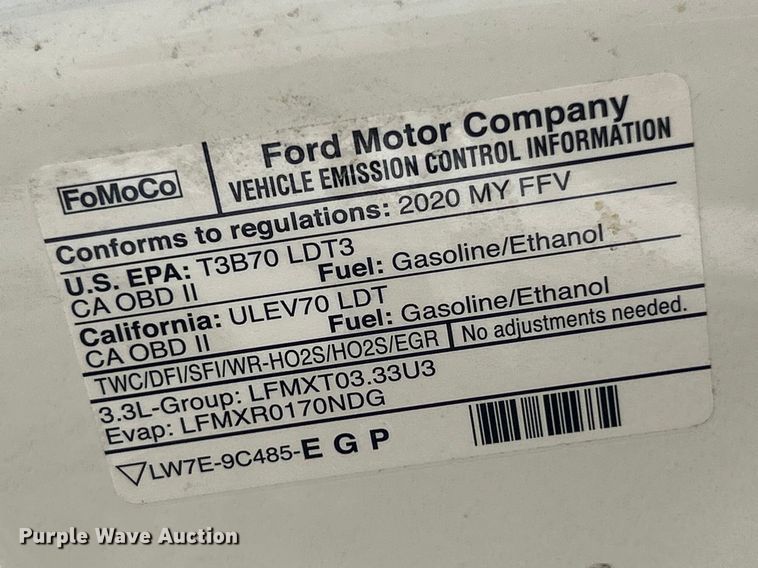 FoMoCo
Ford Motor Company
VEHICLE EMISSION CONTROL INFORMATION
Conforms to regulations: 2020 MY FFV
U.S. EPA: T3B70 LDT3
CA OBD II Fuel: Gasoline/Ethanol
California: ULEV70 LDT
CA OBD II Fuel: Gasoline/Ethanol
TWC/DFI/SFI/WR-HO2S/HO2S/EGR No adjustments needed.
3.3L-Group: LFMXT03.33U3
Evap: LFMXR0170NDG
LW7E-9C485-EGP
Purple Wave Auction